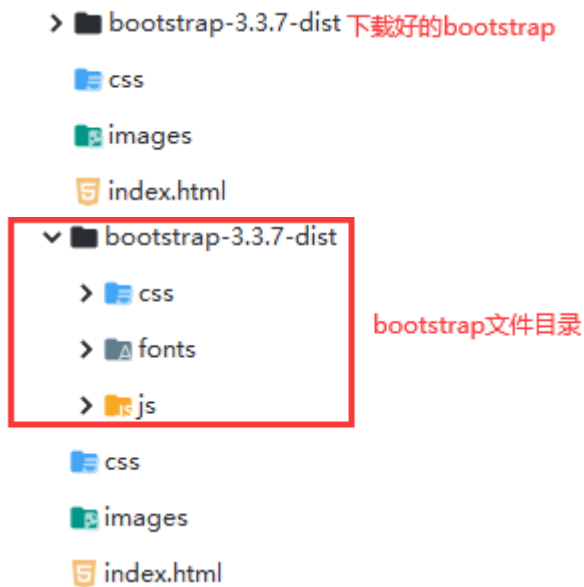 bootstrap-3.3.7-dist 下载好的bootstrap
css
images
index.html
bootstrap-3.3.7-dist
css
bootstrap文件目录
fonts
js
css
images
index.html